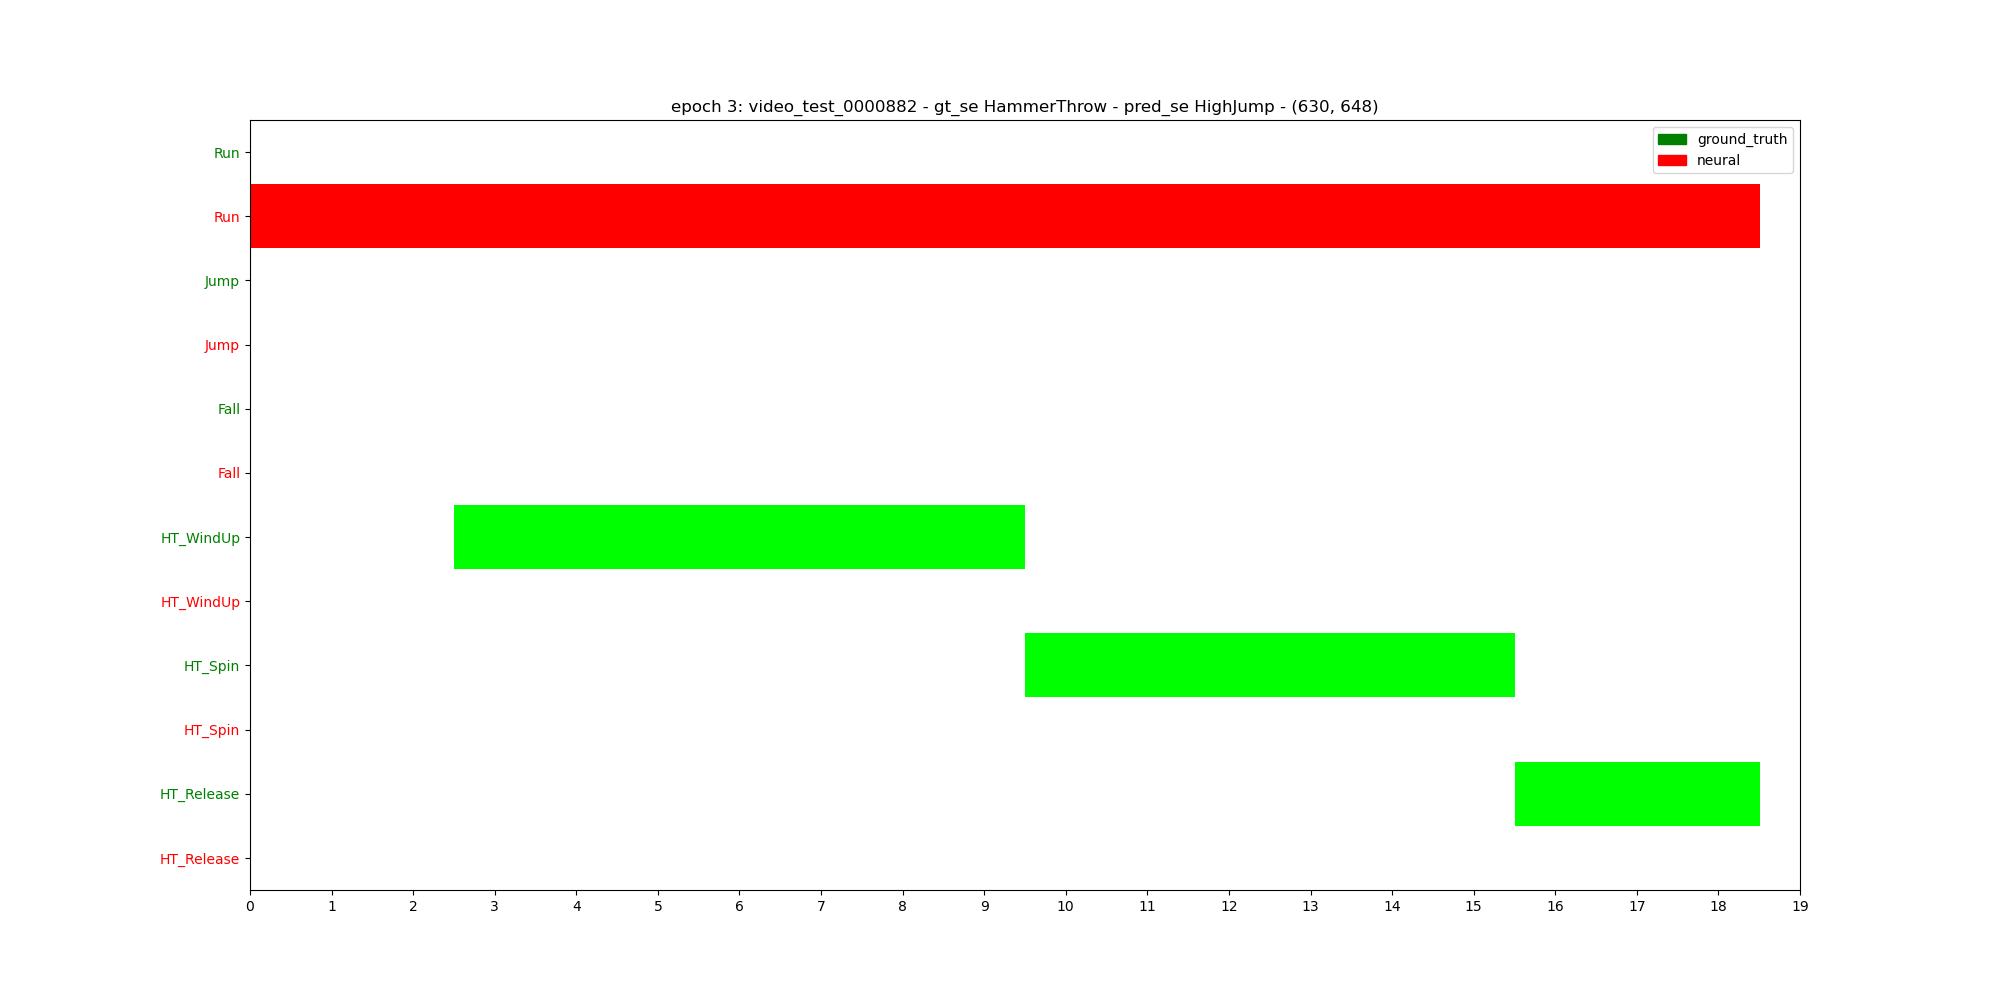 epoch 3: video_test_0000882 - gt_se HammerThrow - pred_se HighJump - (630, 648)
ground_truth
neural
Run
Run
Jump
Jump
Fall
Fall
HT_WindUp
HT_WindUp
HT_Spin
HT_Spin
HT_Release
HT_Release
0 1 2 3 4 5 6 7 8 9 10 11 12 13 14 15 16 17 18 19